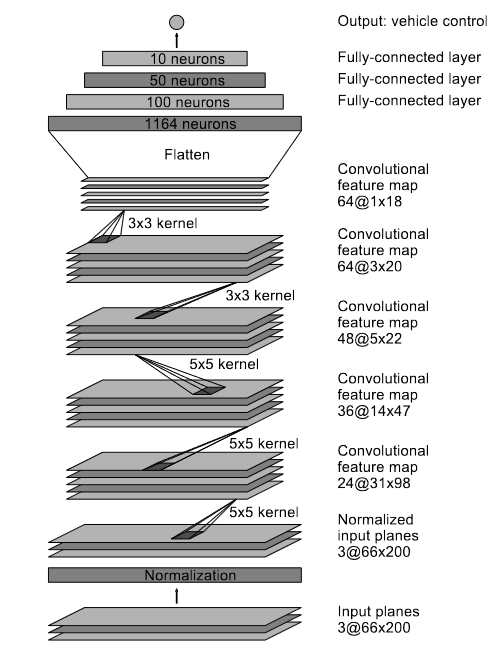 Output: vehicle control
10 neurons
Fully-connected layer
50 neurons
Fully-connected layer
100 neurons
Fully-connected layer
1164 neurons
Flatten
Convolutional
feature map
64@1x18
3x3 kernel
Convolutional
feature map
64@3x20
3x3 kernel
Convolutional
feature map
48@5x22
5x5 kernel
Convolutional
feature map
36@14x47
5x5 kernel
Convolutional
feature map
24@31x98
5x5 kernel
Normalized
input planes
3@66x200
Normalization
Input planes
3@66x200